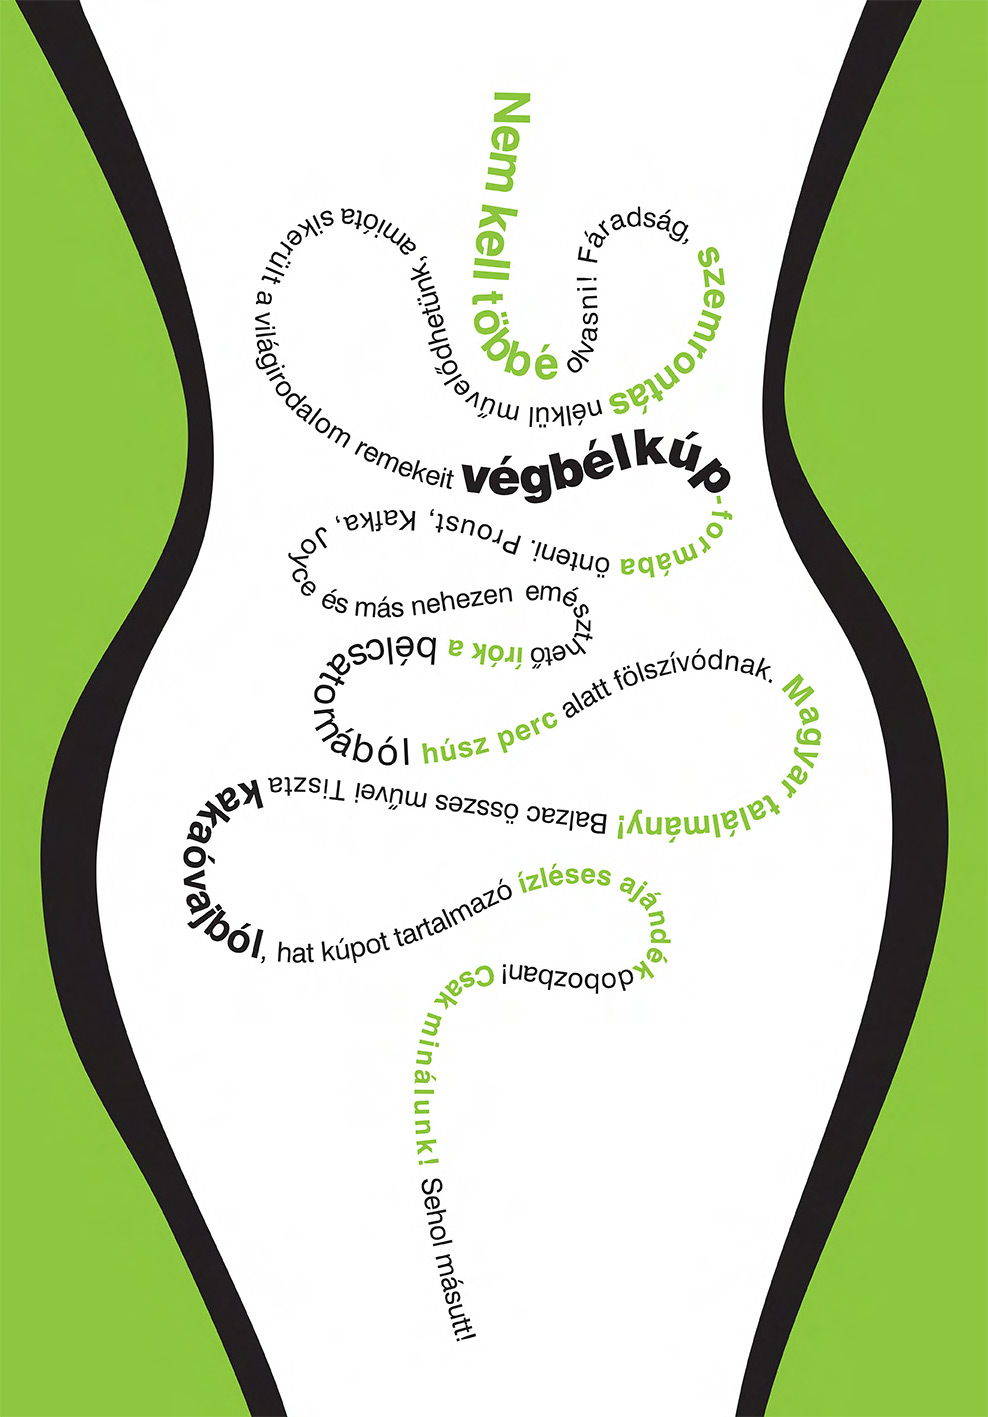 Nem kell többé olvasni! Fáradság, szemrontás nélkül művelődhetünk, amióta sikerült a világirodalom remekeit végbélkúp-formába önteni. Proust, Kafka, Joyce és más nehezen emészthető írók a bélcsatornából húsz perc alatt fölszívódnak. Magyar találmány! Balzac összes művei Tiszta kakaóvajból, hat kúpot tartalmazó ízléses ajándék dobozban! Csak minálunk! Sehol másutt!